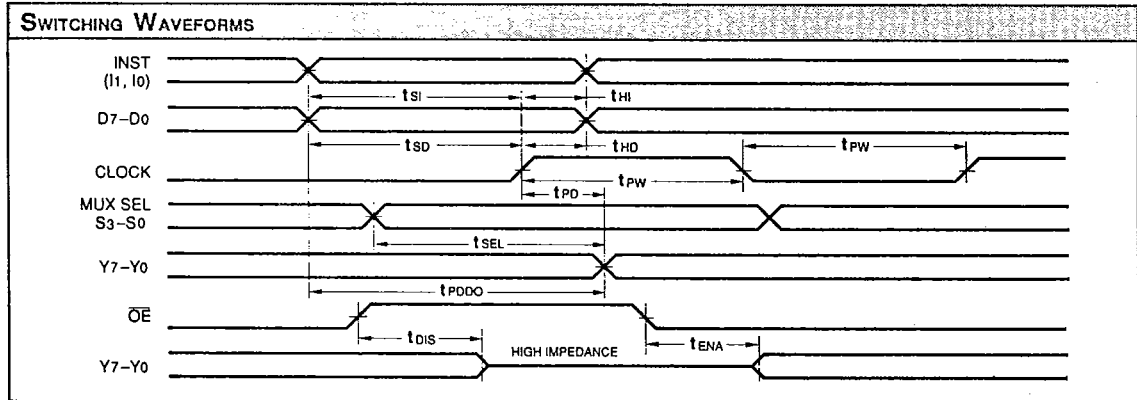 SWITCHING WAVEFORMS
INST
(I1, I0)
tSI
tHI
D7–D0
tSD
tHD
tPW
CLOCK
tPW
tPD
MUX SEL
S3–S0
tSEL
Y7–Y0
tPDDO
OE
tDIS
HIGH IMPEDANCE
tENA
Y7–Y0